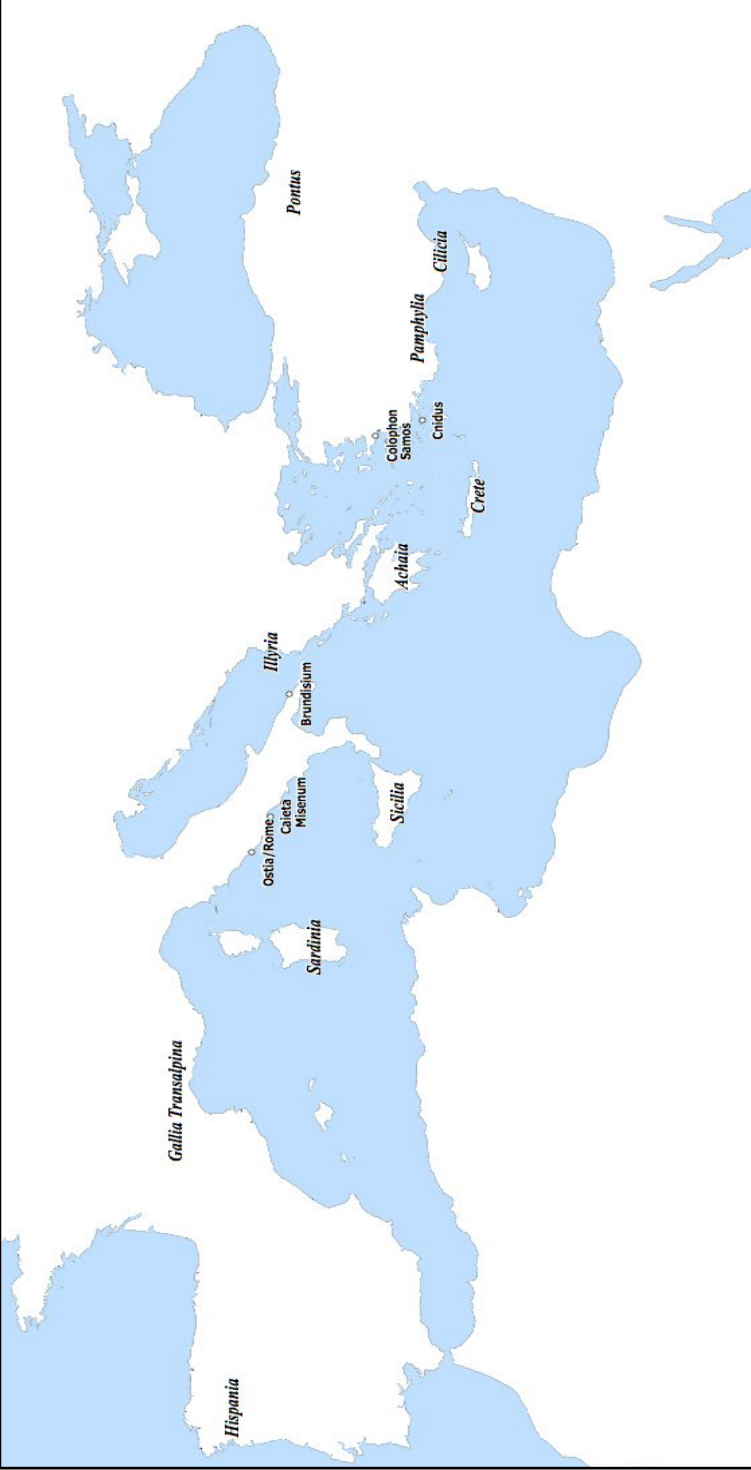 Hispania
Gallia Transalpina
Sardinia
Ostia/Rome
Caieta
Misenum
Sicilia
Brundisium
Illyria
Achaia
Crete
Colophon
Samos
Cnidus
Pamphylia
Cilicia
Pontus